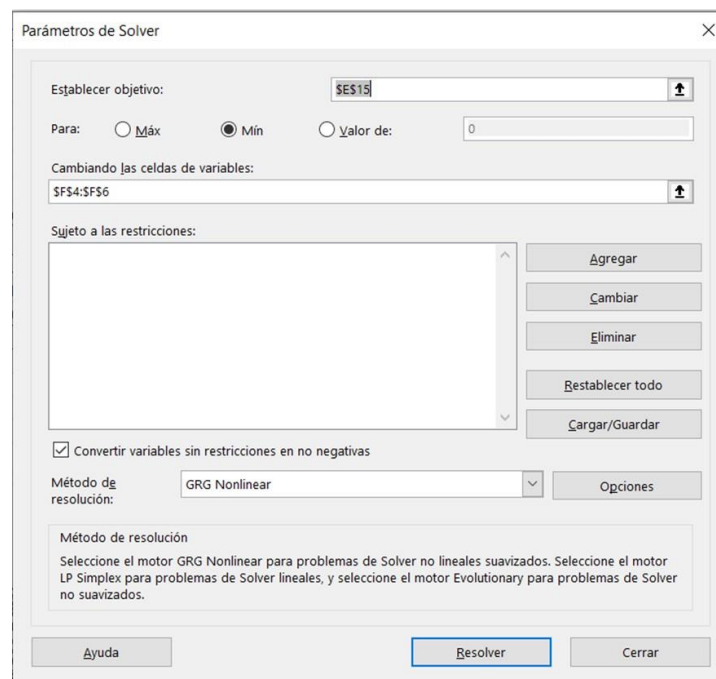 Parámetros de Solver
Establecer objetivo:
$E$15
Para:
Máx
Mín
Valor de:
0
Cambiando las celdas de variables:
$F$4:$F$6
Sujeto a las restricciones:
Agregar
Cambiar
Eliminar
Restablecer todo
Cargar/Guardar
Convertir variables sin restricciones en no negativas
Método de
resolución:
GRG Nonlinear
Opciones
Método de resolución
Seleccione el motor GRG Nonlinear para problemas de Solver no lineales suavizados. Seleccione el motor
LP Simplex para problemas de Solver lineales, y seleccione el motor Evolutionary para problemas de Solver
no suavizados.
Ayuda
Resolver
Cerrar